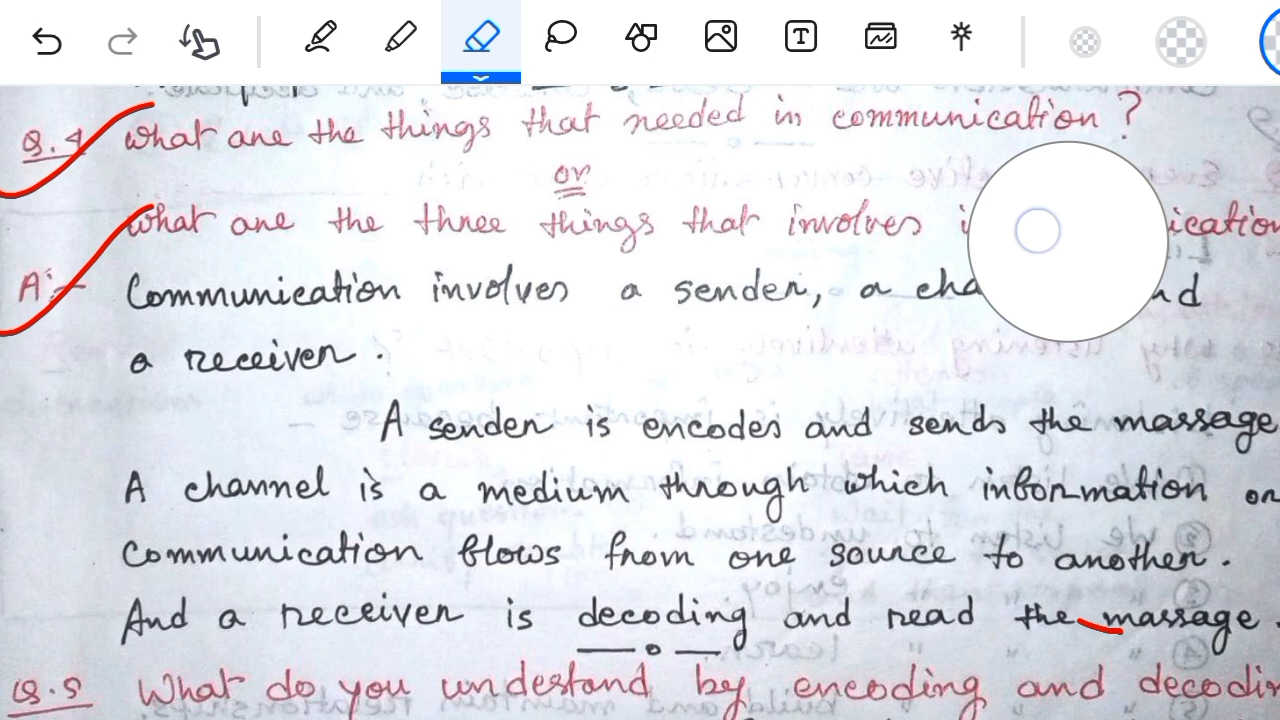 Q.4 What are the things that needed in communication?
or
What are the three things that involves
A:- Communication involves a sender, a nd
a receiver.
A sender is encodes and sends the massage
A channel is a medium through which information or
Communication flows from one source to another.
And a receiver is decoding and read the massage.
Q.5 What do you understand by encoding and